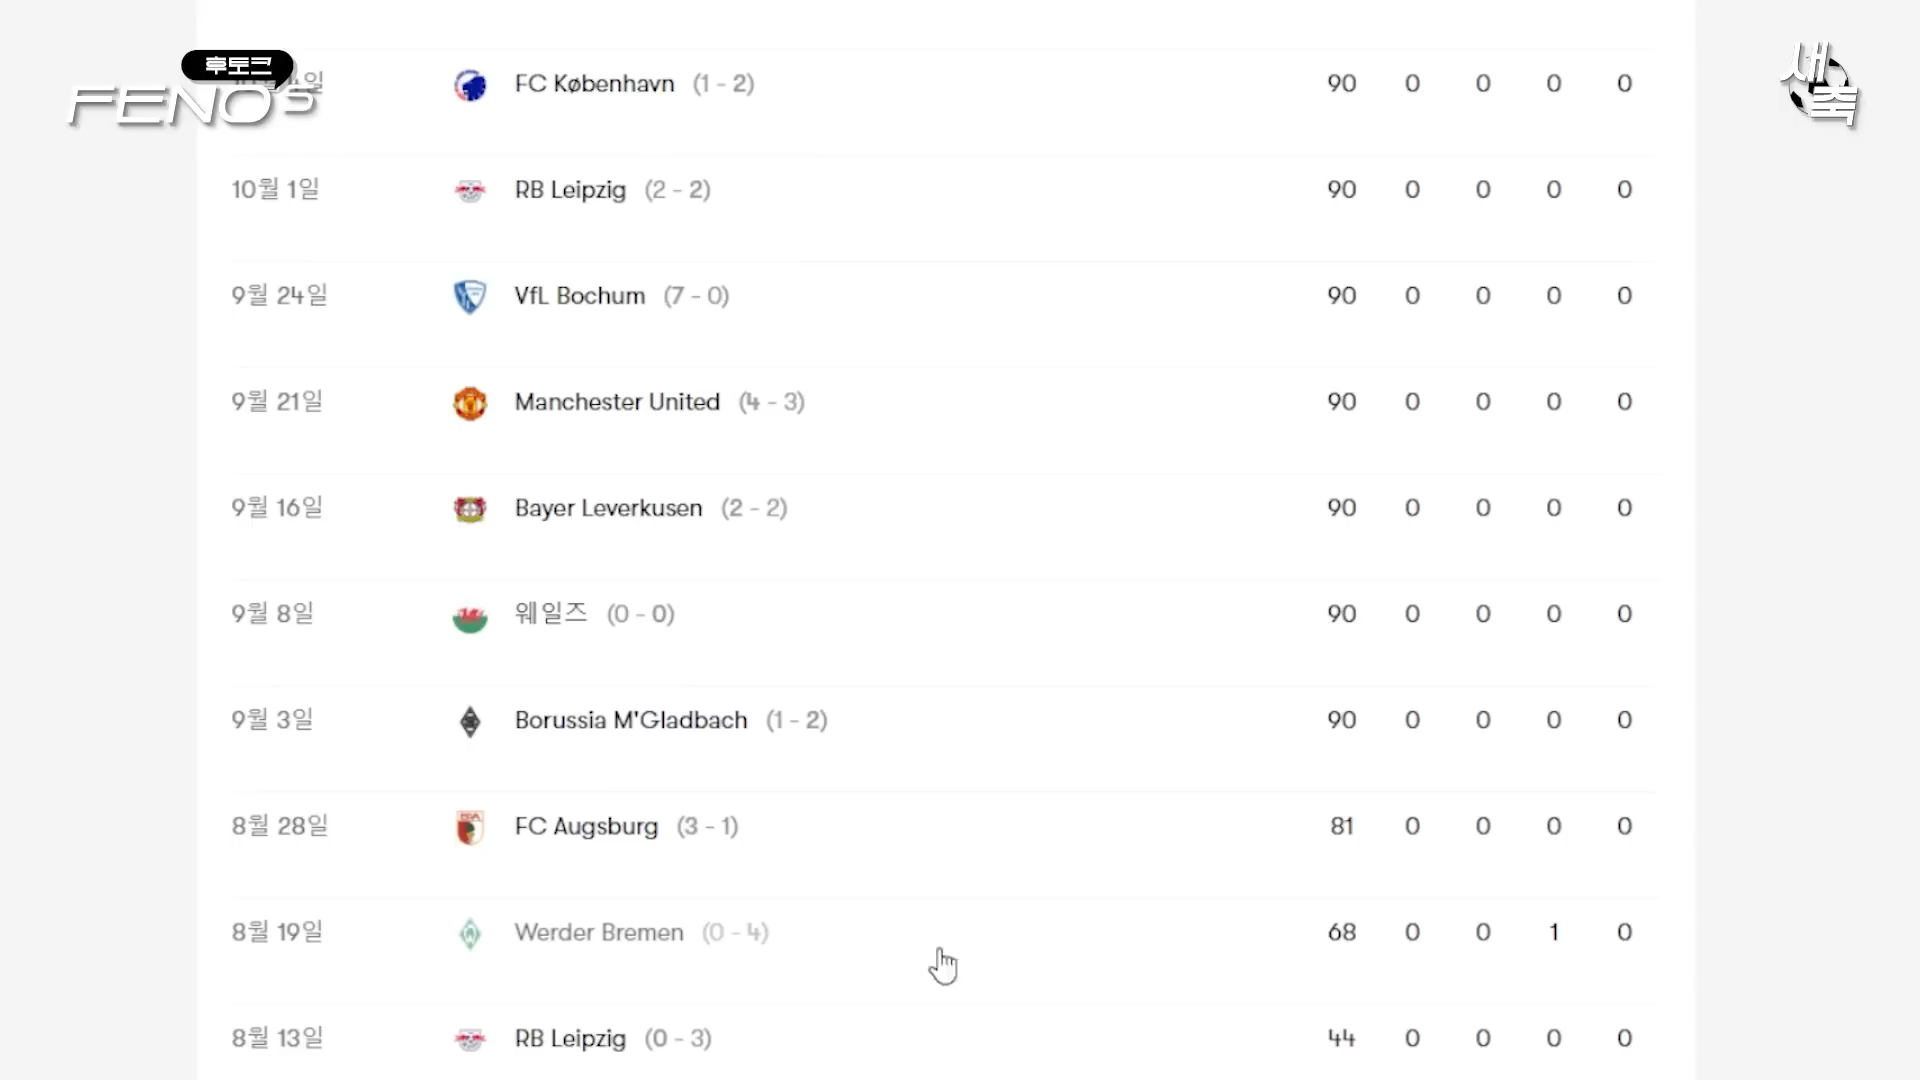 후토크
FENO S
새축
FC København (1 - 2) 90 0 0 0 0
10월 1일 RB Leipzig (2 - 2) 90 0 0 0 0
9월 24일 VfL Bochum (7 - 0) 90 0 0 0 0
9월 21일 Manchester United (4 - 3) 90 0 0 0 0
9월 16일 Bayer Leverkusen (2 - 2) 90 0 0 0 0
9월 8일 웨일즈 (0 - 0) 90 0 0 0 0
9월 3일 Borussia M'Gladbach (1 - 2) 90 0 0 0 0
8월 28일 FC Augsburg (3 - 1) 81 0 0 0 0
8월 19일 Werder Bremen (0 - 4) 68 0 0 1 0
8월 13일 RB Leipzig (0 - 3) 44 0 0 0 0